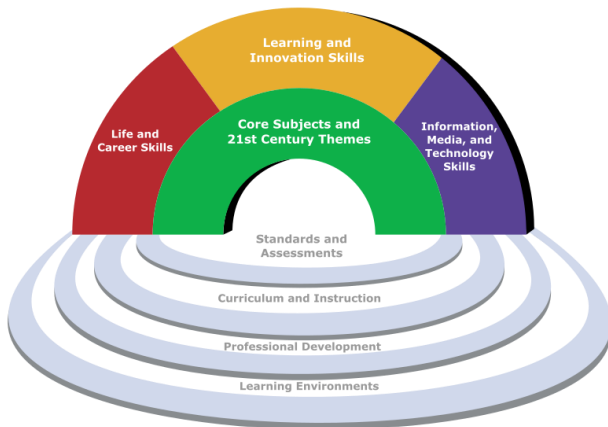 Learning and
Innovation Skills
Life and
Career Skills
Core Subjects and
21st Century Themes
Information,
Media, and
Technology
Skills
Standards and
Assessments
Curriculum and Instruction
Professional Development
Learning Environments